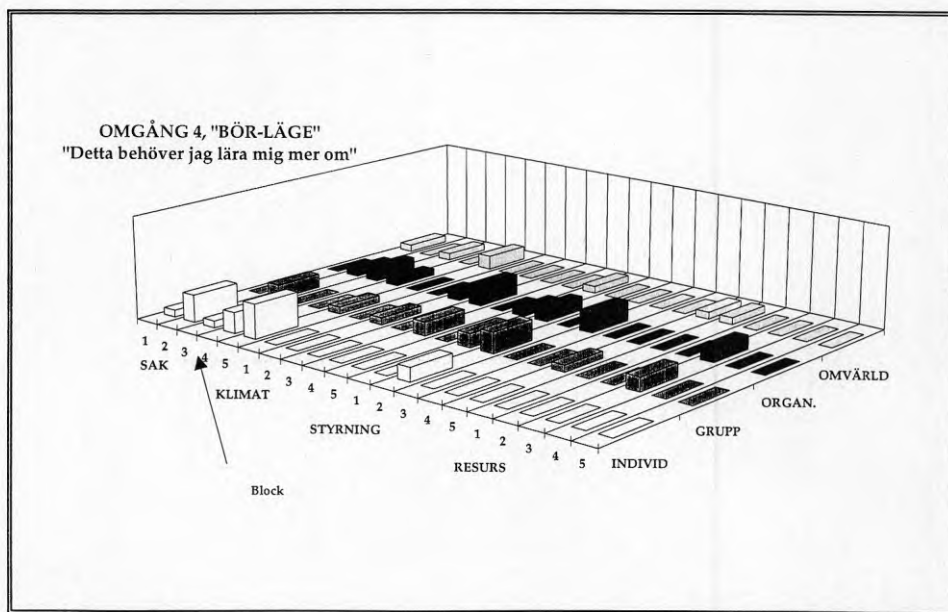 OMGÅNG 4, "BÖR-LÄGE"
"Detta behöver jag lära mig mer om"
1
2
3
4
5
1
2
3
4
5
1
2
3
4
5
1
2
3
4
5
SAK
KLIMAT
STYRNING
RESURS
INDIVID
GRUPP
ORGAN.
OMVÄRLD
Block